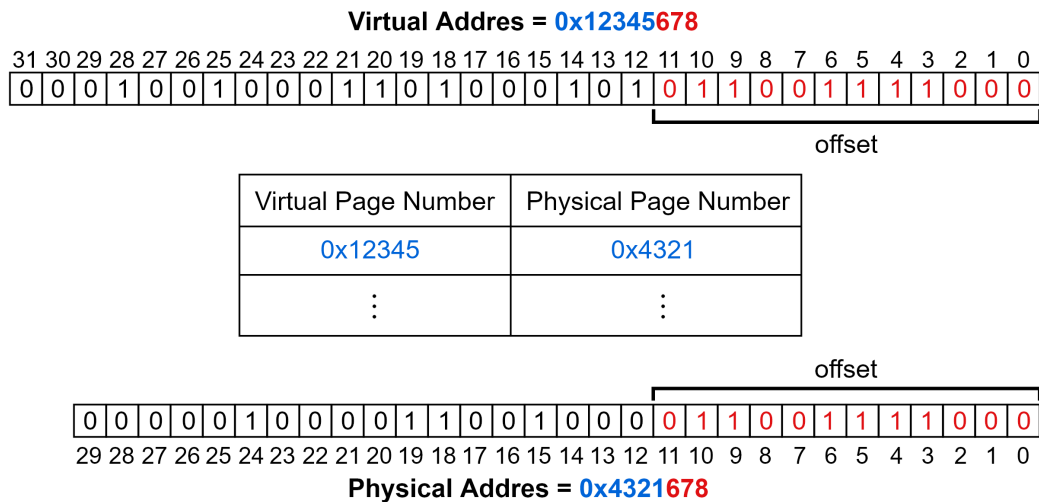 Virtual Addres = 0x12345678
31 30 29 28 27 26 25 24 23 22 21 20 19 18 17 16 15 14 13 12 11 10 9 8 7 6 5 4 3 2 1 0
0 0 0 1 0 0 1 0 0 0 1 1 0 1 0 0 0 1 0 1 0 1 1 0 0 1 1 1 1 0 0 0
offset
Virtual Page Number Physical Page Number
0x12345 0x4321
⋮ ⋮
offset
0 0 0 0 0 1 0 0 0 0 1 1 0 0 1 0 0 0 0 1 1 0 0 1 1 1 1 0 0 0
29 28 27 26 25 24 23 22 21 20 19 18 17 16 15 14 13 12 11 10 9 8 7 6 5 4 3 2 1 0
Physical Addres = 0x4321678